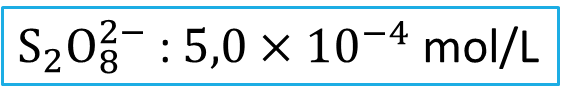 S₂O₈²⁻ : 5,0 × 10⁻⁴ mol/L